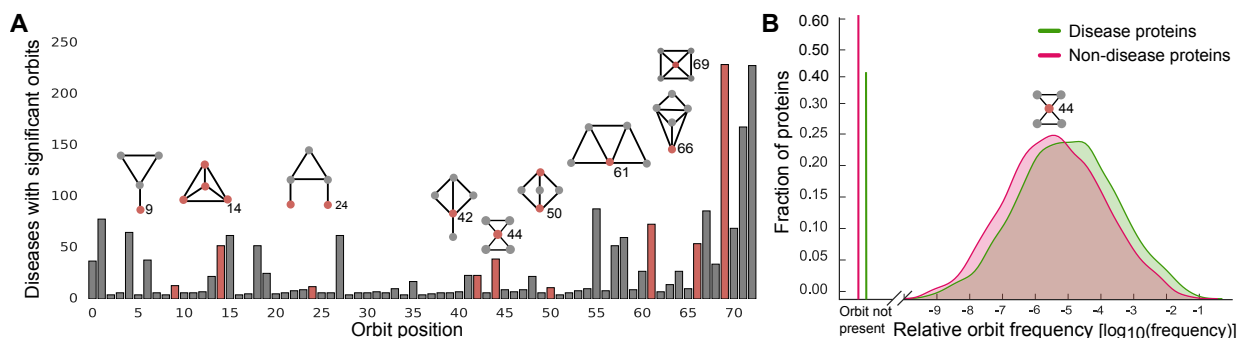 A
Diseases with significant orbits
250
200
150
100
50
0
9
14
24
42
44
50
61
66
69
0 5 10 15 20 25 30 35 40 45 50 55 60 65 70
Orbit position
B
Fraction of proteins
0.60
0.50
0.40
0.30
0.25
0.20
0.15
0.10
0.05
0.00
Disease proteins
Non-disease proteins
44
Orbit not
present
-9 -8 -7 -6 -5 -4 -3 -2 -1
Relative orbit frequency [log10(frequency)]